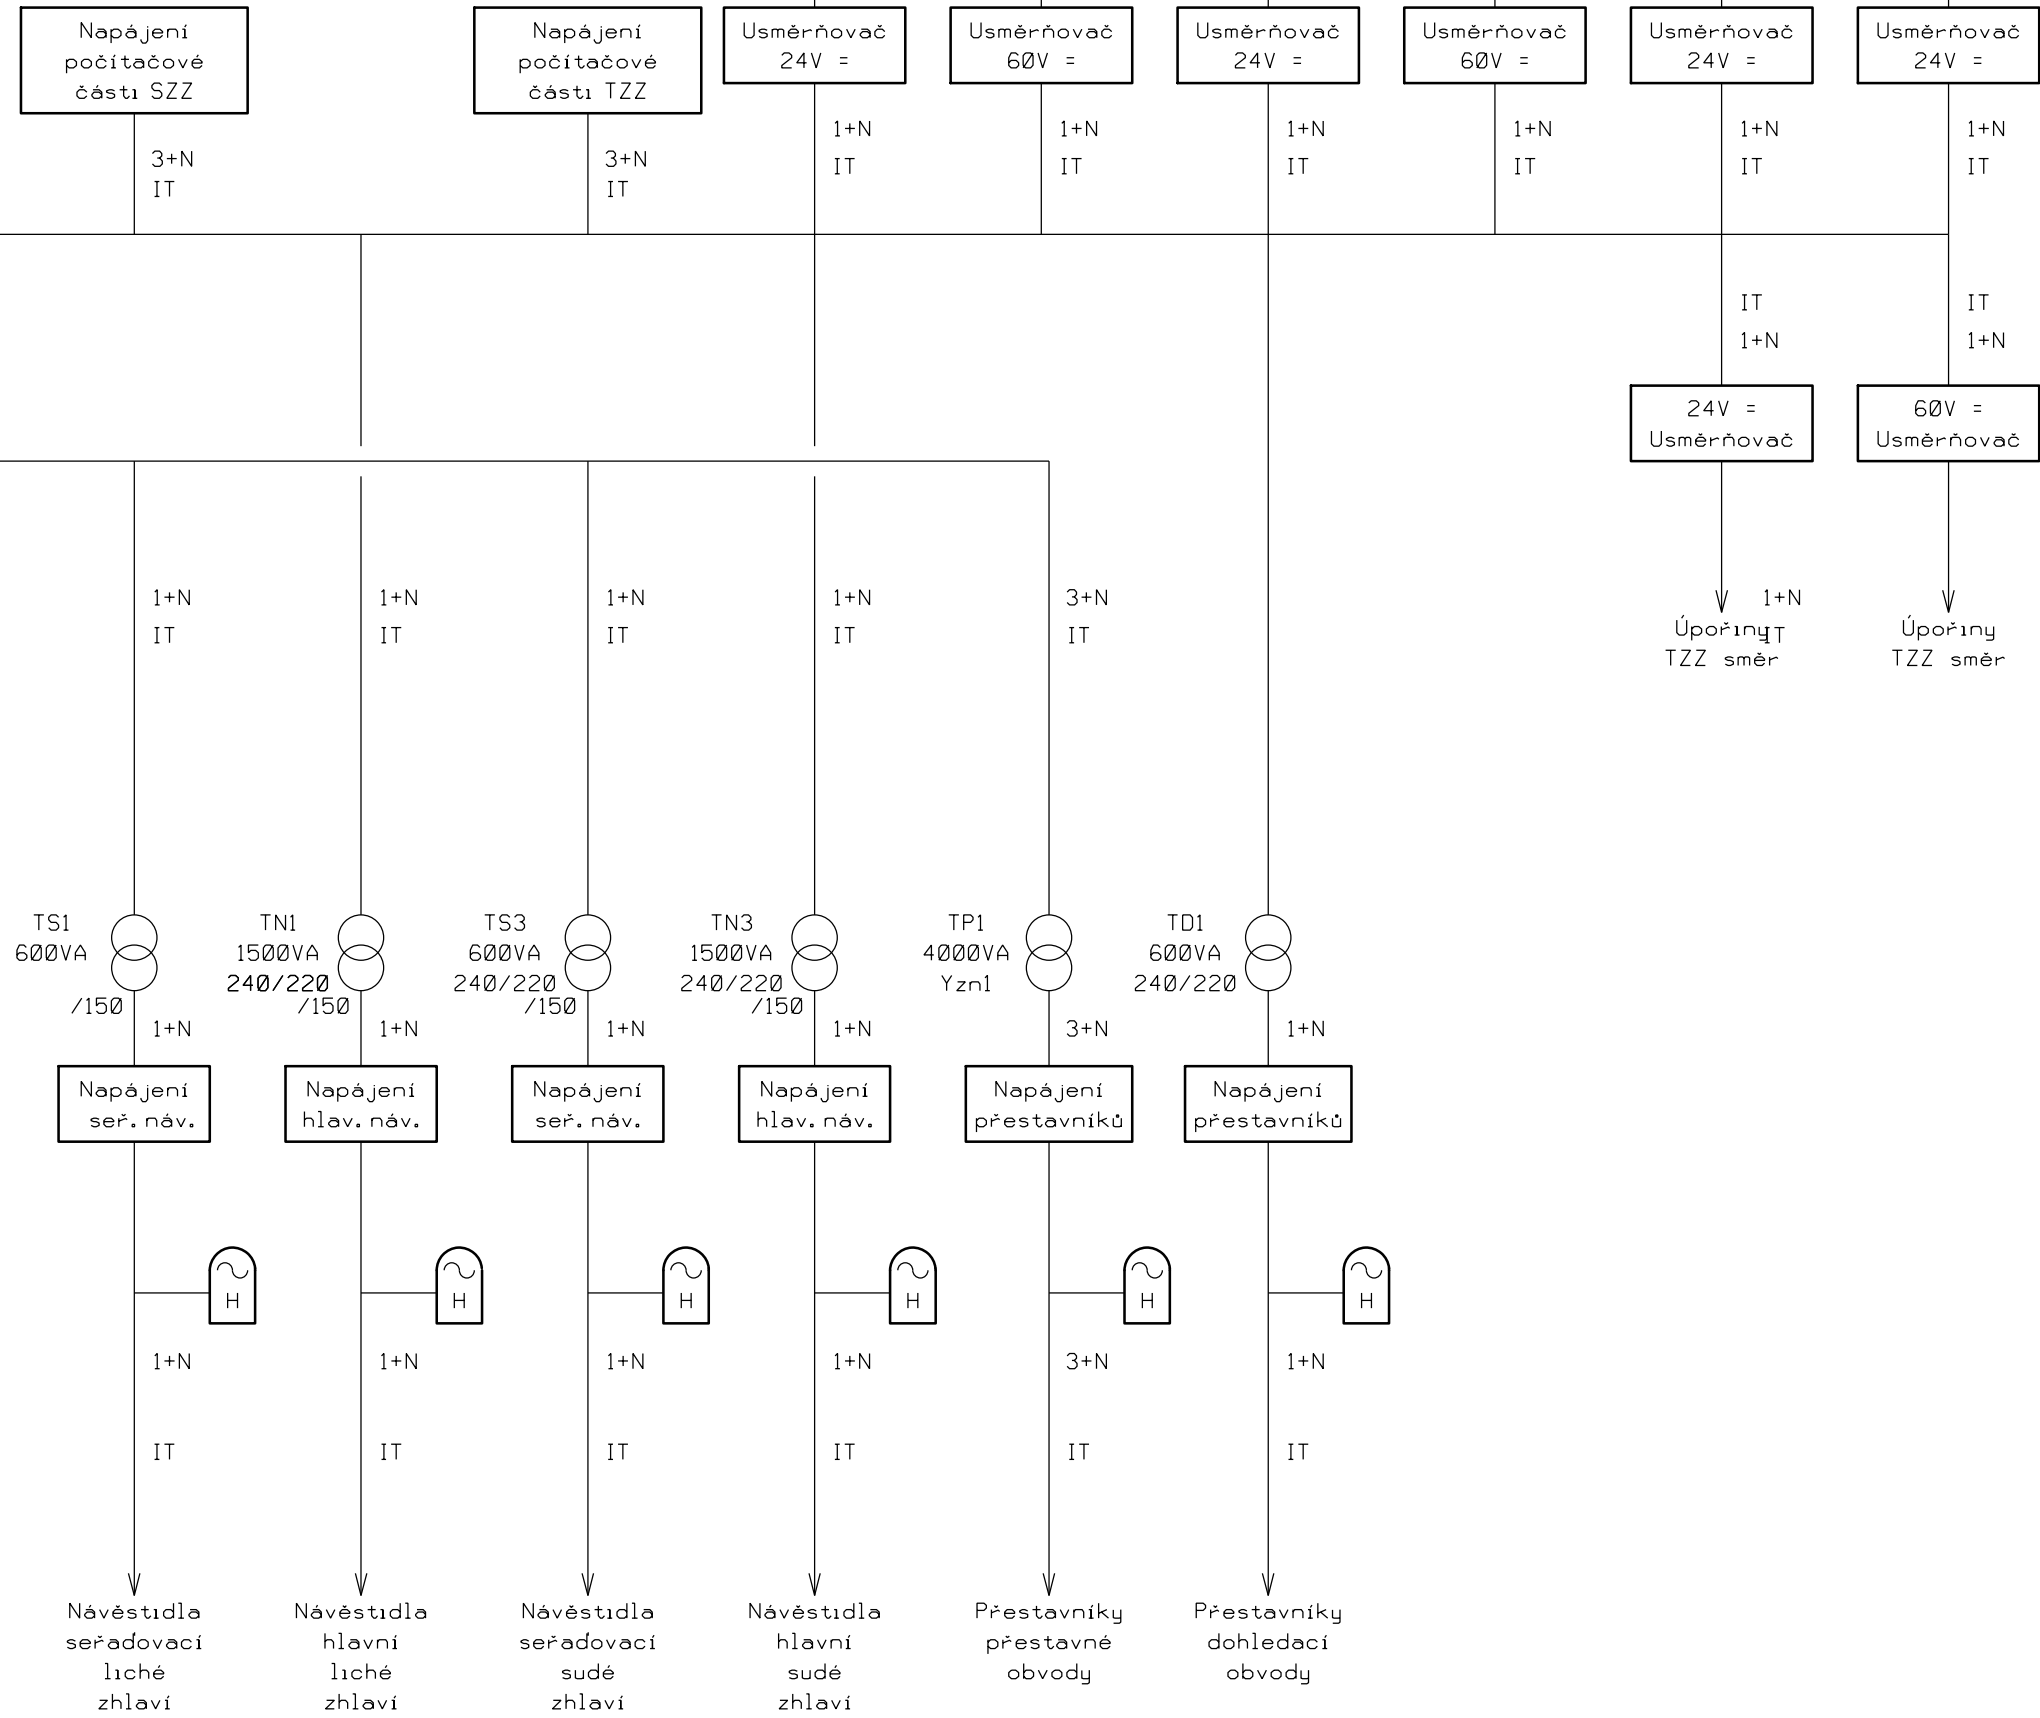 Napájení
počítačové
části SZZ
Napájení
počítačové
části TZZ
Usměrňovač
24V =
Usměrňovač
60V =
Usměrňovač
24V =
Usměrňovač
60V =
Usměrňovač
24V =
Usměrňovač
24V =
3+N
IT
3+N
IT
1+N
IT
1+N
IT
1+N
IT
1+N
IT
1+N
IT
1+N
IT
IT
1+N
IT
1+N
24V =
Usměrňovač
60V =
Usměrňovač
1+N
IT
1+N
IT
1+N
IT
1+N
IT
3+N
IT
1+N
IT
Úpořiny
TZZ směr
Úpořiny
TZZ směr
TS1
600VA
/150
TN1
1500VA
240/220
/150
TS3
600VA
240/220
/150
TN3
1500VA
240/220
/150
TP1
4000VA
Yzn1
TD1
600VA
240/220
1+N
1+N
1+N
1+N
3+N
1+N
Napájení
seř. náv.
Napájení
hlav. náv.
Napájení
seř. náv.
Napájení
hlav. náv.
Napájení
přestavníků
Napájení
přestavníků
H
H
H
H
H
H
1+N
IT
1+N
IT
1+N
IT
1+N
IT
3+N
IT
1+N
IT
Návěstidla
seřaďovací
liché
zhlaví
Návěstidla
hlavní
liché
zhlaví
Návěstidla
seřaďovací
sudé
zhlaví
Návěstidla
hlavní
sudé
zhlaví
Přestavníky
přestavné
obvody
Přestavníky
dohledací
obvody